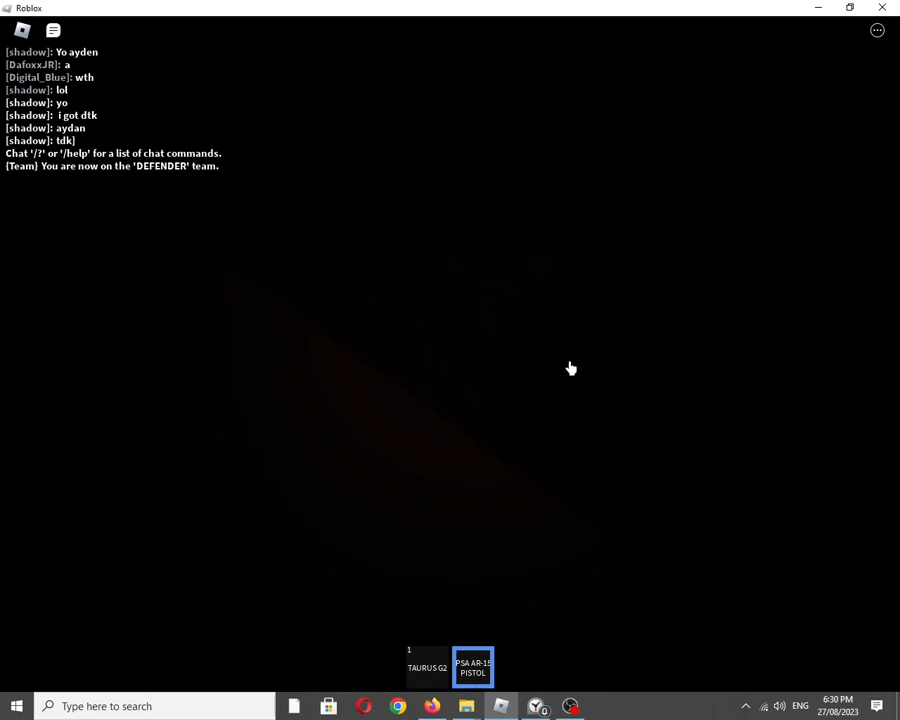 Roblox
[shadow]: Yo ayden
[DafoxxJR]: a
[Digital_Blue]: wth
[shadow]: lol
[shadow]: yo
[shadow]: i got dtk
[shadow]: aydan
[shadow]: tdk]
Chat '/?' or '/help' for a list of chat commands.
{Team} You are now on the 'DEFENDER' team.
1
TAURUS G2
PSA AR-15
PISTOL
Type here to search
ENG
6:30 PM
27/08/2023